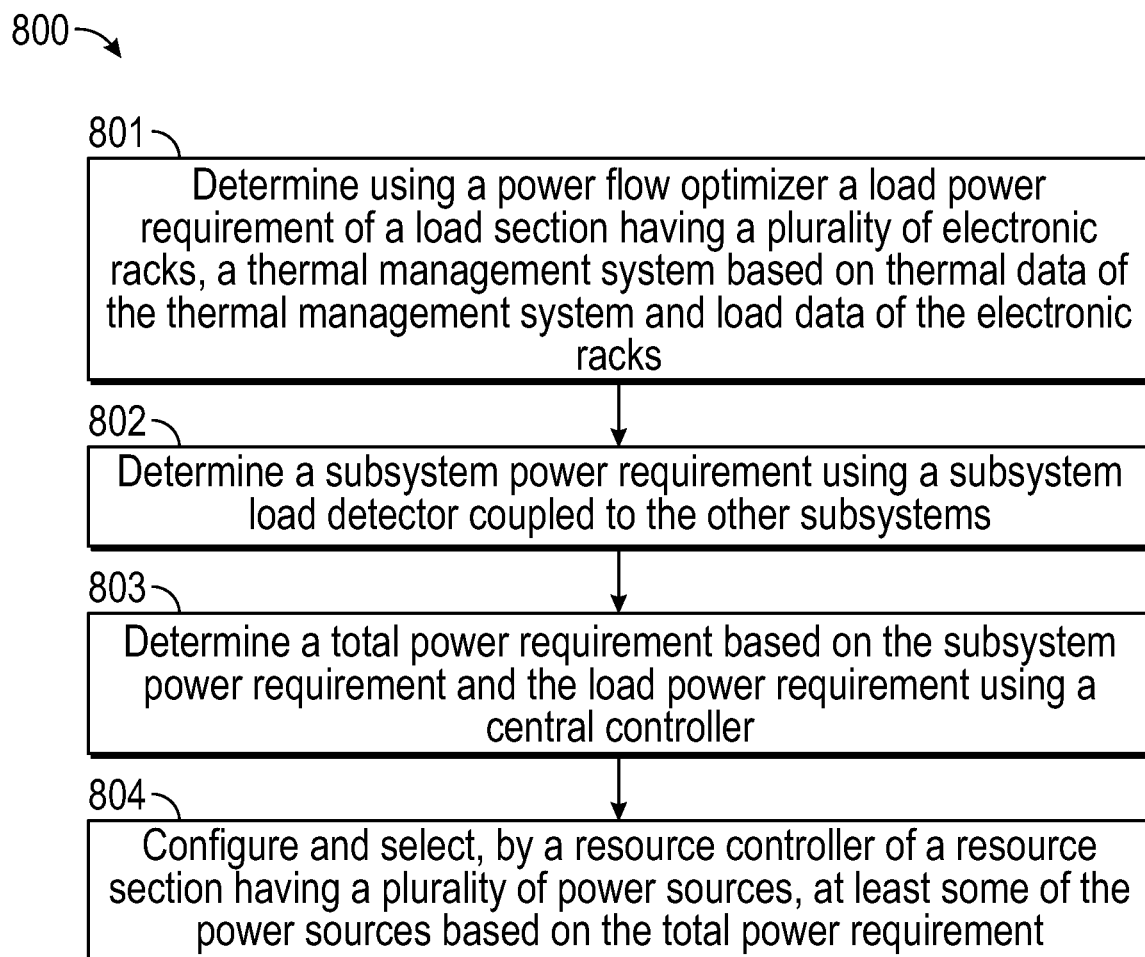 800
801
Determine using a power flow optimizer a load power
requirement of a load section having a plurality of electronic
racks, a thermal management system based on thermal data of
the thermal management system and load data of the electronic
racks
802
Determine a subsystem power requirement using a subsystem
load detector coupled to the other subsystems
803
Determine a total power requirement based on the subsystem
power requirement and the load power requirement using a
central controller
804
Configure and select, by a resource controller of a resource
section having a plurality of power sources, at least some of the
power sources based on the total power requirement